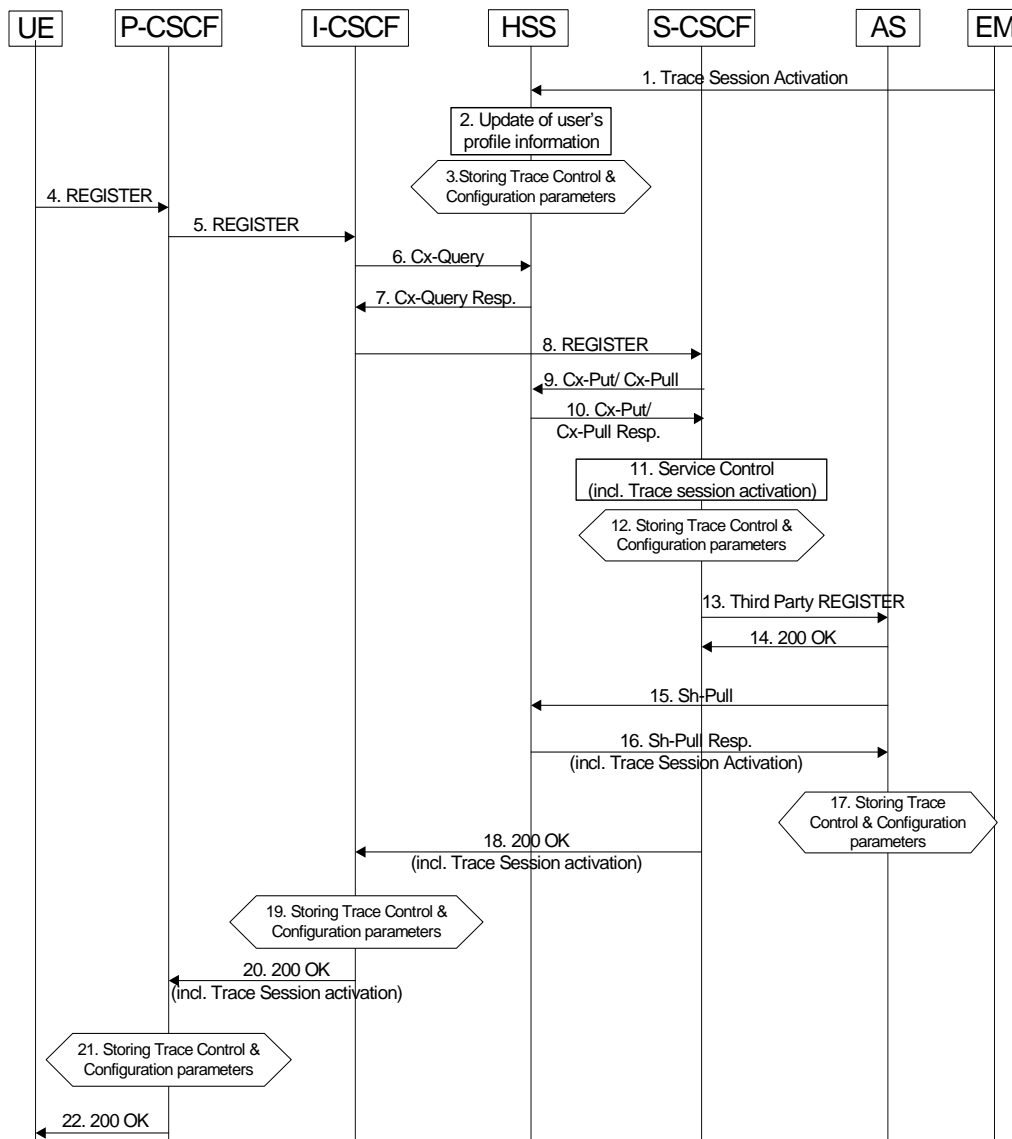 UE P-CSCF I-CSCF HSS S-CSCF AS EM
1. Trace Session Activation
2. Update of user's
profile information
3.Storing Trace Control &
Configuration parameters
4. REGISTER
5. REGISTER
6. Cx-Query
7. Cx-Query Resp.
8. REGISTER
9. Cx-Put/ Cx-Pull
10. Cx-Put/
Cx-Pull Resp.
11. Service Control
(incl. Trace session activation)
12. Storing Trace Control &
Configuration parameters
13. Third Party REGISTER
14. 200 OK
15. Sh-Pull
16. Sh-Pull Resp.
(incl. Trace Session Activation)
17. Storing Trace
Control & Configuration
parameters
18. 200 OK
(incl. Trace Session activation)
19. Storing Trace Control &
Configuration parameters
20. 200 OK
(incl. Trace Session activation)
21. Storing Trace Control &
Configuration parameters
22. 200 OK